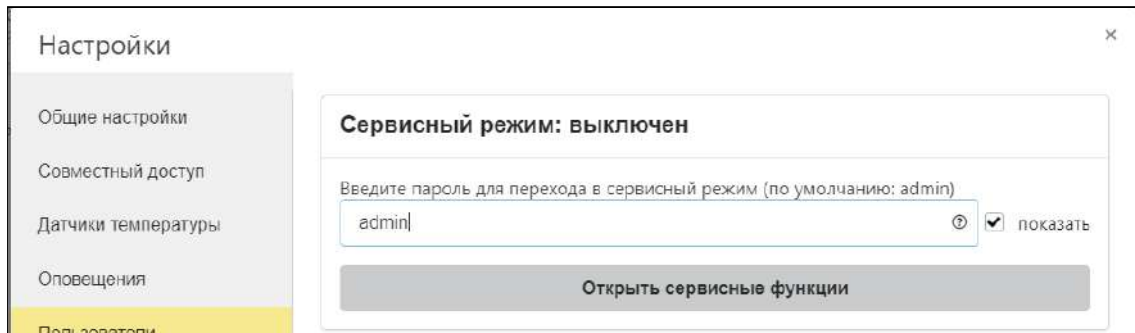 Настройки
×
Общие настройки
Совместный доступ
Датчики температуры
Оповещения
Пользователи
Сервисный режим: выключен
Введите пароль для перехода в сервисный режим (по умолчанию: admin)
admin
показать
Открыть сервисные функции